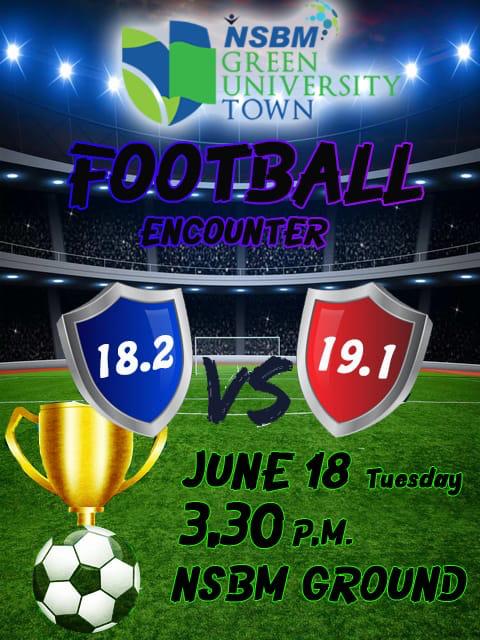 NSBM
GREEN
UNIVERSITY
TOWN
FOOTBALL
ENCOUNTER
18.2
VS
19.1
JUNE 18 Tuesday
3.30 P.M.
NSBM GROUND